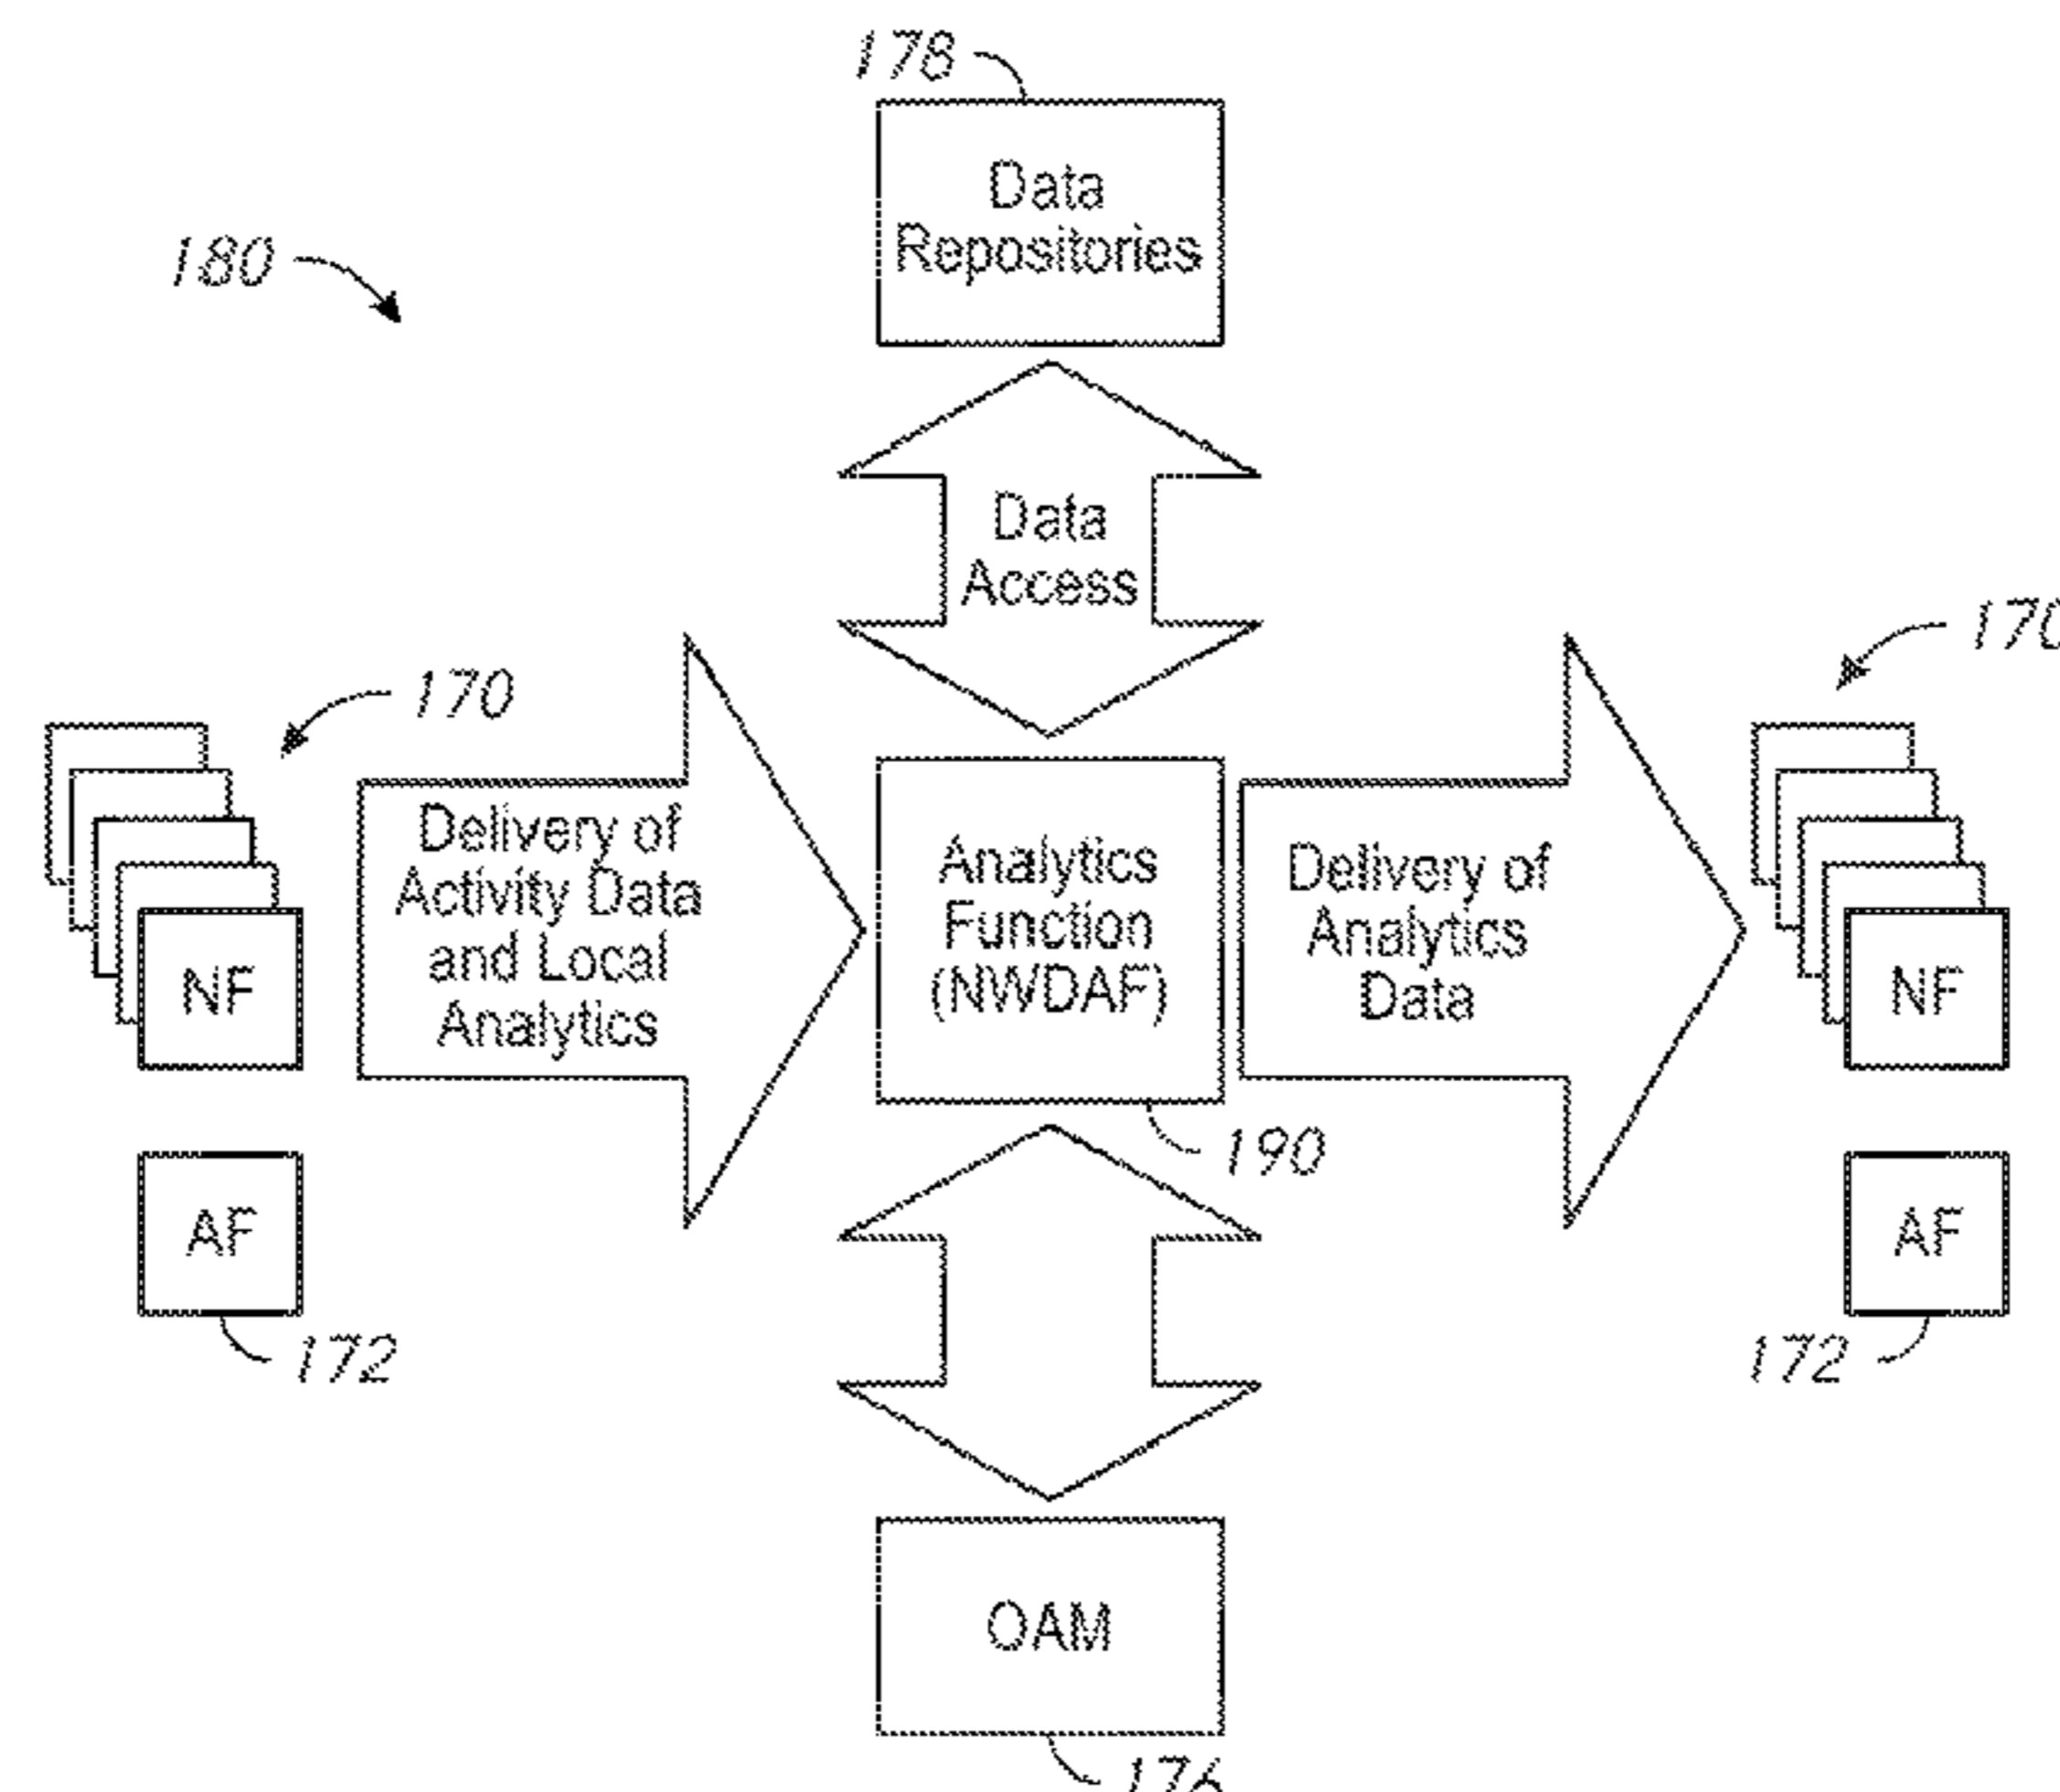 178
Data
Repositories
180
Data
Access
170
170
Delivery of
Activity Data
and Local
Analytics
Analytics
Function
(NWDAF)
Delivery of
Analytics
Data
NF
NF
190
AF
AF
172
172
OAM
176